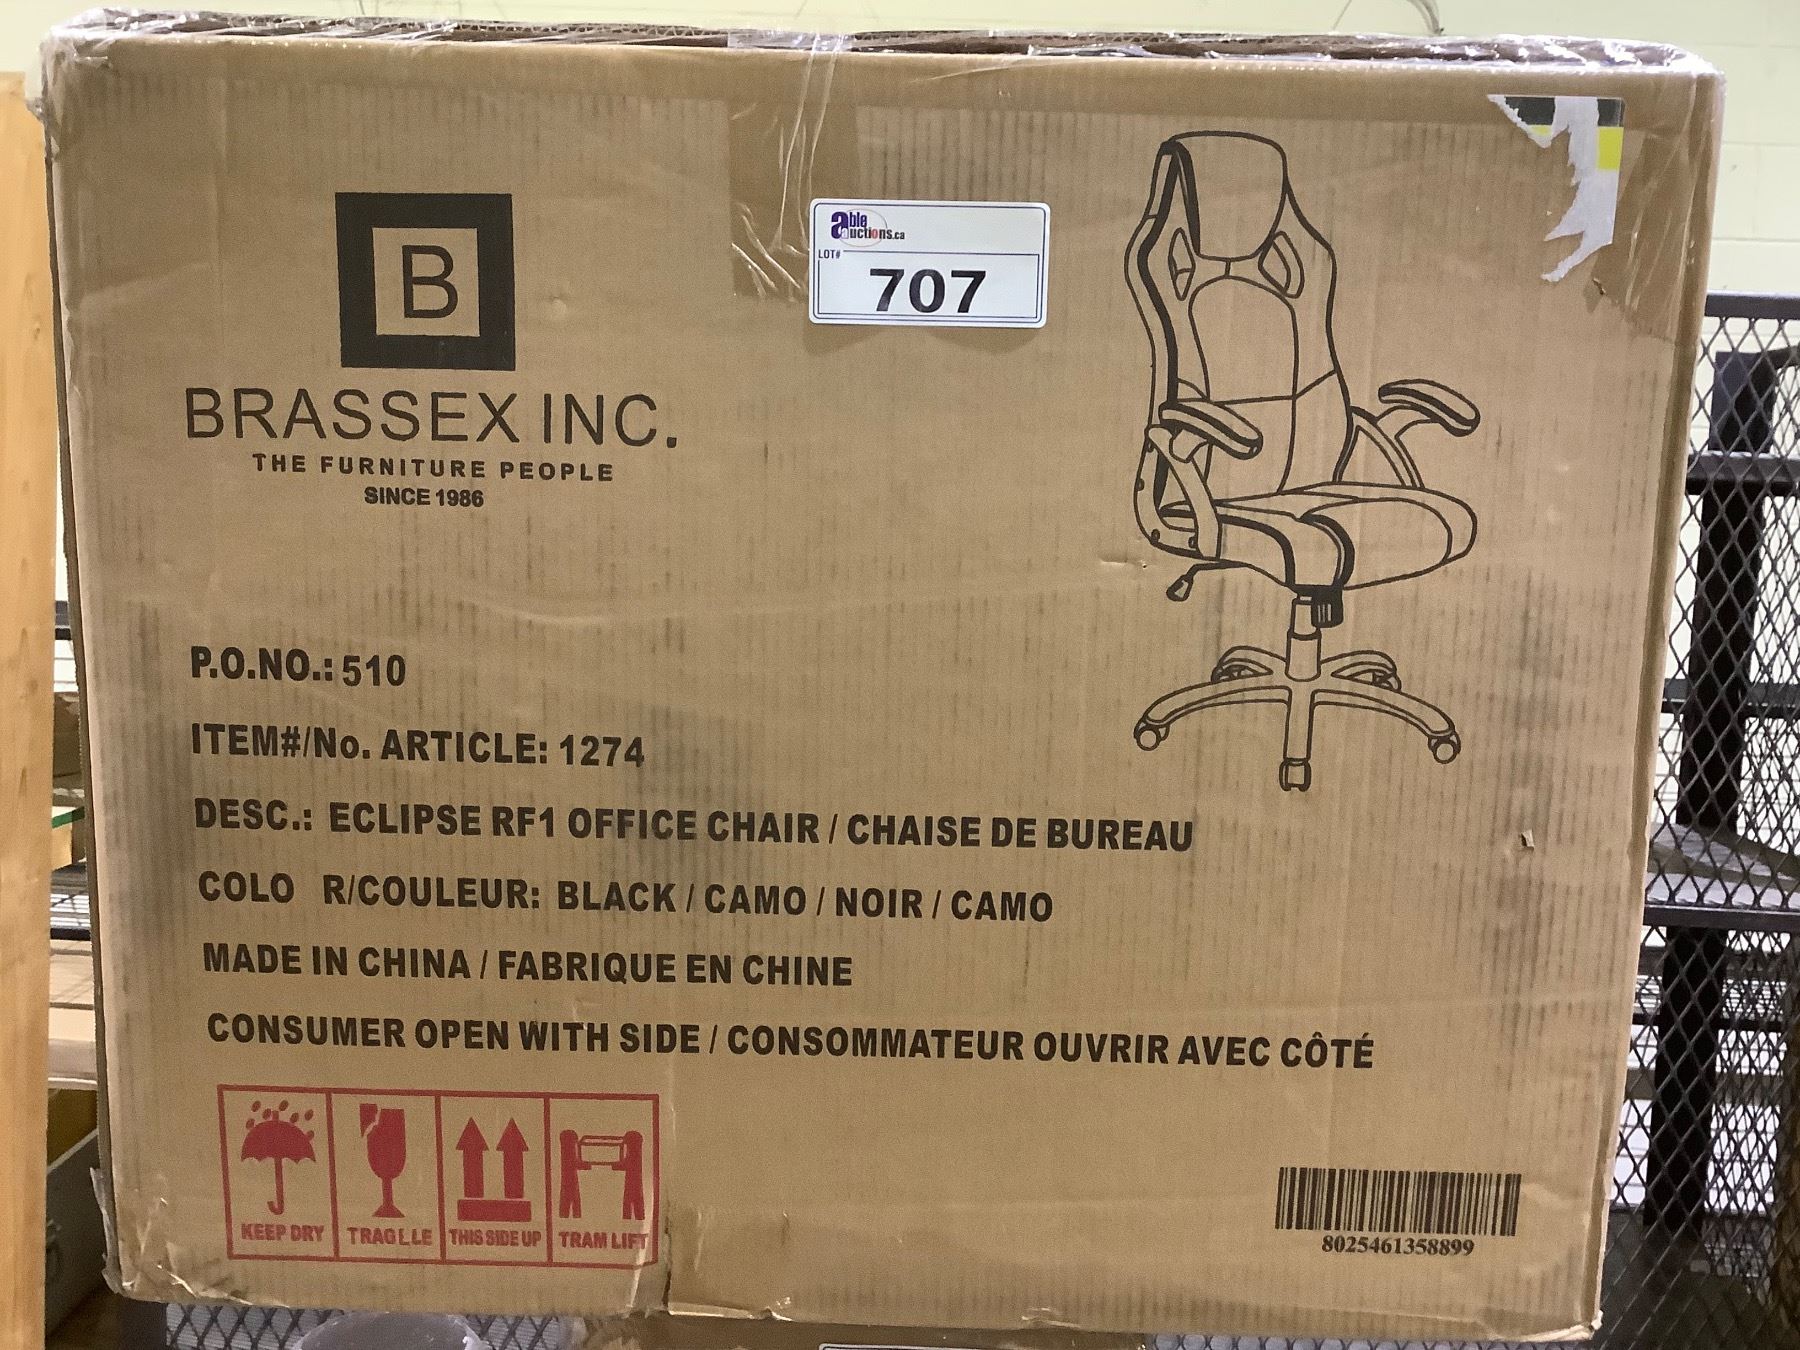 B
BRASSEX INC.
THE FURNITURE PEOPLE
SINCE 1986
able
auctions.ca
LOT#
707
P.O.NO.: 510
ITEM#/No. ARTICLE: 1274
DESC.: ECLIPSE RF1 OFFICE CHAIR / CHAISE DE BUREAU
COLO R/COULEUR: BLACK / CAMO / NOIR / CAMO
MADE IN CHINA / FABRIQUE EN CHINE
CONSUMER OPEN WITH SIDE / CONSOMMATEUR OUVRIR AVEC CÔTÉ
KEEP DRY TRAGLLE THIS SIDE UP TRAM LIFT
8025461358899